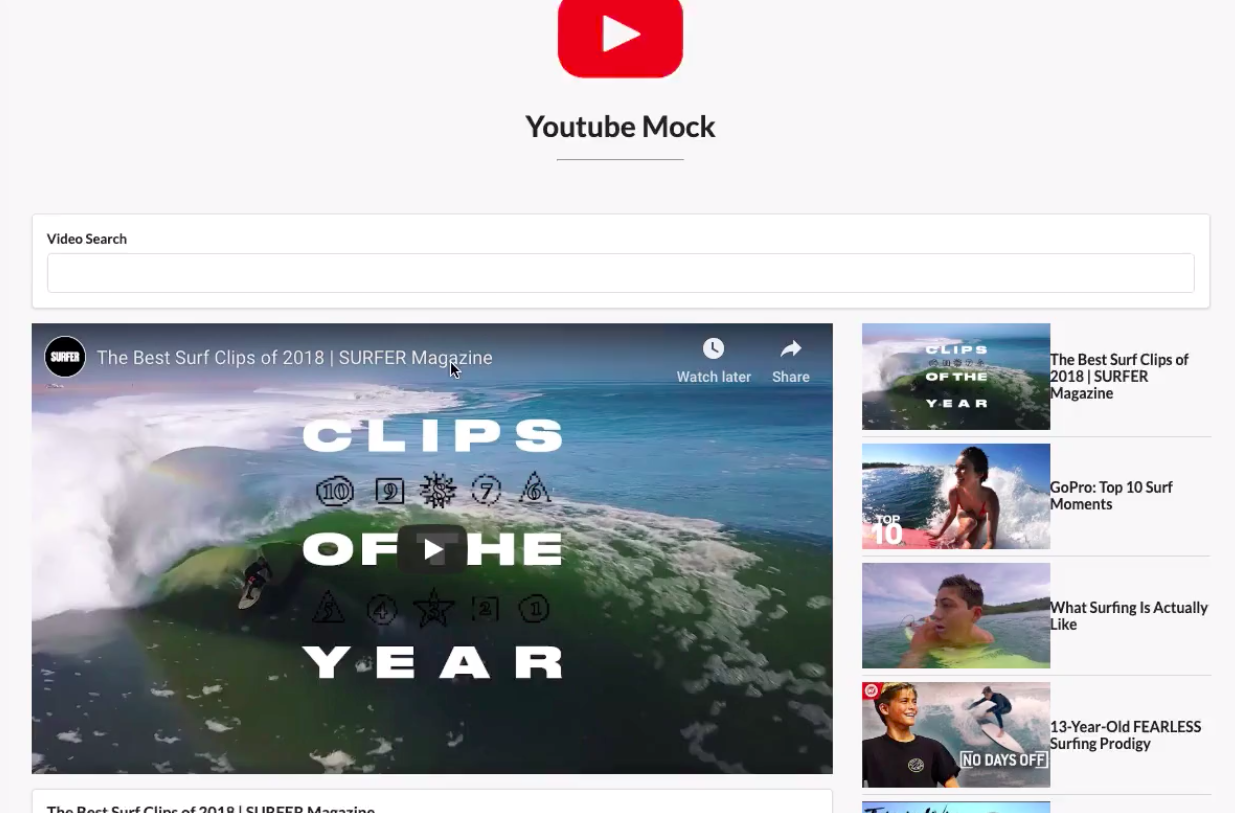 Youtube Mock
Video Search
SURFER
The Best Surf Clips of 2018 | SURFER Magazine
Watch later
Share
CLIPS
10 9 8 7 6
OF THE
5 4 3 2 1
YEAR
The Best Surf Clips of 2018 | SURFER Magazine
CLIPS
OF THE
YEAR
The Best Surf Clips of
2018 | SURFER
Magazine
TOP
10
GoPro: Top 10 Surf
Moments
What Surfing Is Actually
Like
NO DAYS OFF
13-Year-Old FEARLESS
Surfing Prodigy